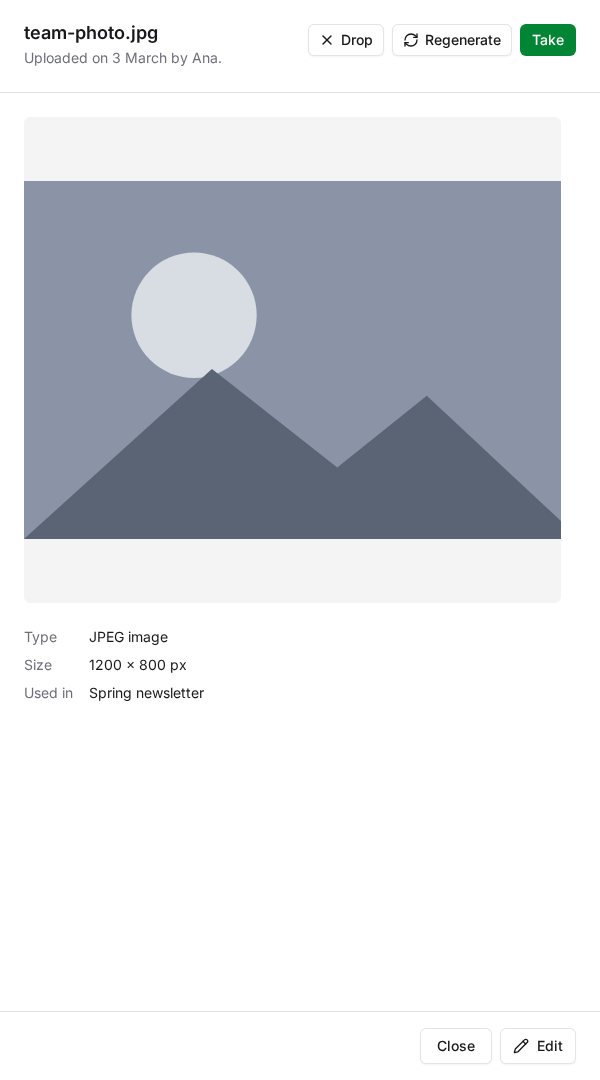 team-photo.jpg
Uploaded on 3 March by Ana.
Drop
Regenerate
Take
Type JPEG image
Size 1200 × 800 px
Used in Spring newsletter
Close
Edit